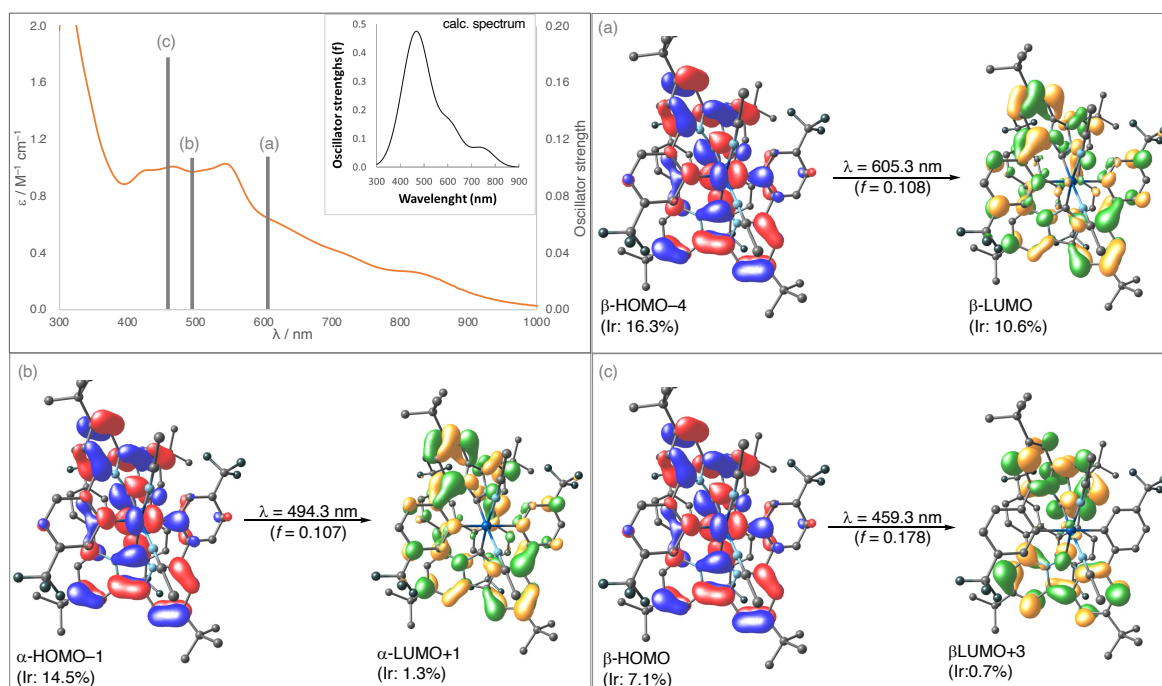 2.0
1.6
1.2
0.8
0.4
0.0
ε / M⁻¹ cm⁻¹
300 400 500 600 700 800 900 1000
λ / nm
0.20
0.16
0.12
0.08
0.04
0.00
Oscillator strength
(c)
(b)
(a)
calc. spectrum
Oscillator strentghs (f)
0.5
0.4
0.3
0.2
0.1
0.0
300 400 500 600 700 800 900
Wavelenght (nm)
(a)
λ = 605.3 nm
(f = 0.108)
β-HOMO–4
(Ir: 16.3%)
β-LUMO
(Ir: 10.6%)
(b)
λ = 494.3 nm
(f = 0.107)
α-HOMO–1
(Ir: 14.5%)
α-LUMO+1
(Ir: 1.3%)
(c)
λ = 459.3 nm
(f = 0.178)
β-HOMO
(Ir: 7.1%)
βLUMO+3
(Ir:0.7%)